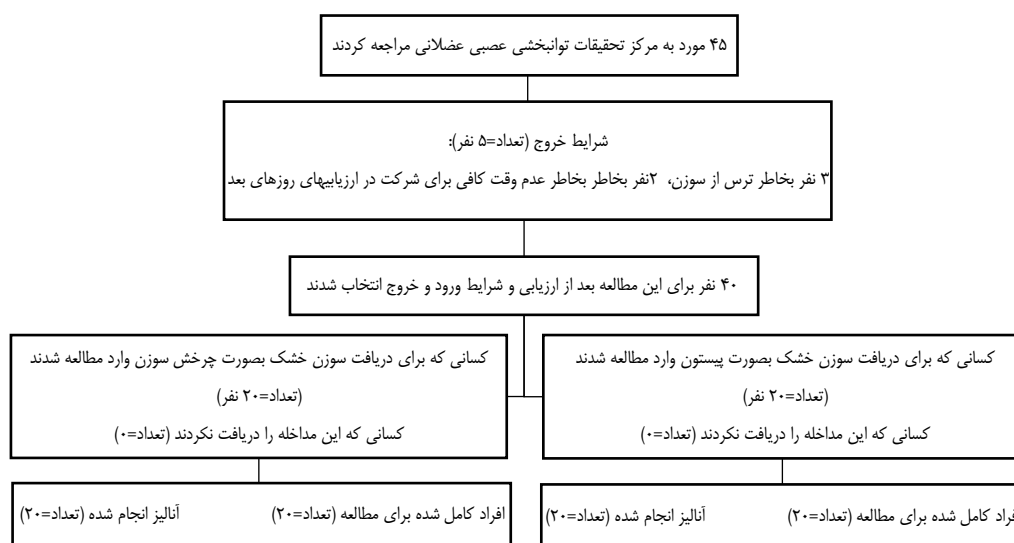 ۴۵ مورد به مرکز تحقیقات توانبخشی عصبی عضلانی مراجعه کردند
شرایط خروج (تعداد=۵ نفر):
۳ نفر بخاطر ترس از سوزن، ۲نفر بخاطر بخاطر عدم وقت کافی برای شرکت در ارزیابیهای روزهای بعد
۴۰ نفر برای این مطالعه بعد از ارزیابی و شرایط ورود و خروج انتخاب شدند
کسانی که برای دریافت سوزن خشک بصورت پیستون وارد مطالعه شدند
(تعداد=۲۰ نفر)
کسانی که این مداخله را دریافت نکردند (تعداد=۰)
کسانی که برای دریافت سوزن خشک بصورت چرخش سوزن وارد مطالعه شدند
(تعداد=۲۰ نفر)
کسانی که این مداخله را دریافت نکردند (تعداد=۰)
فراد کامل شده برای مطالعه (تعداد=۲۰) آنالیز انجام شده (تعداد=۲۰)
افراد کامل شده برای مطالعه (تعداد=۲۰) آنالیز انجام شده (تعداد=۲۰)